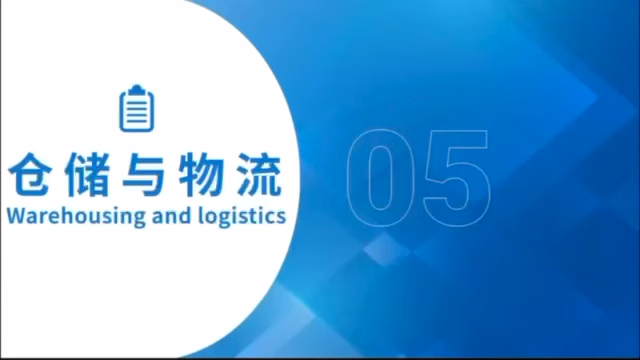 仓储与物流
Warehousing and logistics
05